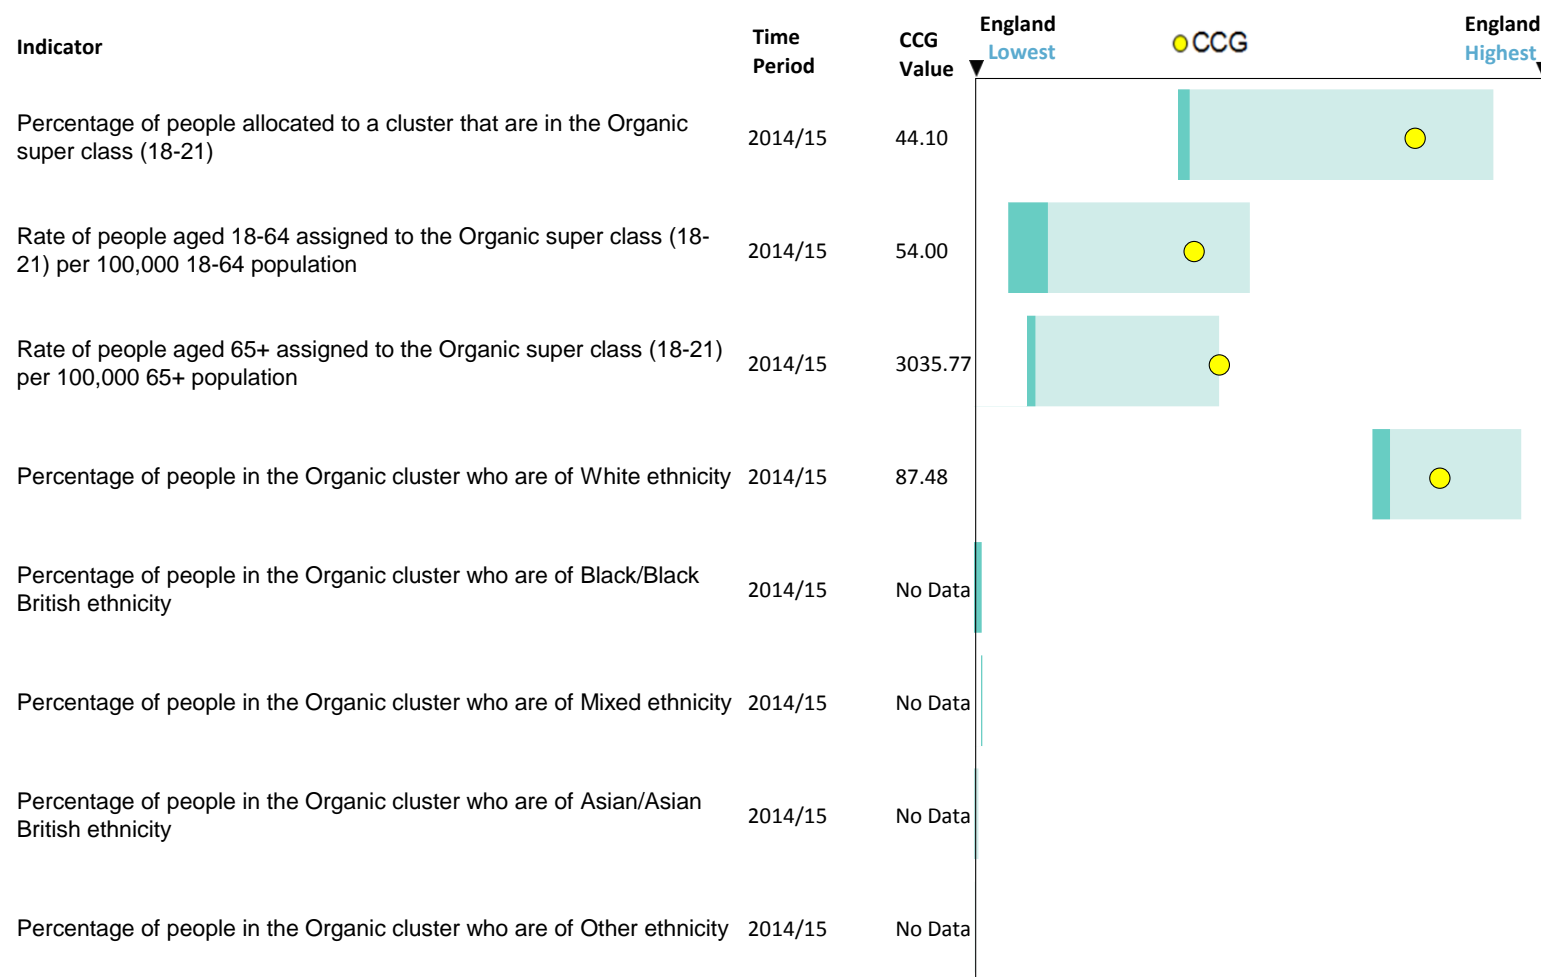 Indicator
Time
Period
CCG
Value
England
Lowest
CCG
England
Highest
Percentage of people allocated to a cluster that are in the Organic
super class (18-21)
2014/15
44.10
Rate of people aged 18-64 assigned to the Organic super class (18-
21) per 100,000 18-64 population
2014/15
54.00
Rate of people aged 65+ assigned to the Organic super class (18-21)
per 100,000 65+ population
2014/15
3035.77
Percentage of people in the Organic cluster who are of White ethnicity
2014/15
87.48
Percentage of people in the Organic cluster who are of Black/Black
British ethnicity
2014/15
No Data
Percentage of people in the Organic cluster who are of Mixed ethnicity
2014/15
No Data
Percentage of people in the Organic cluster who are of Asian/Asian
British ethnicity
2014/15
No Data
Percentage of people in the Organic cluster who are of Other ethnicity
2014/15
No Data